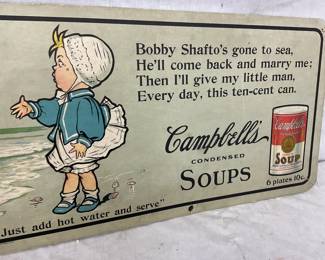 Bobby Shafto's gone to sea,
He'll come back and marry me;
Then I'll give my little man,
Every day, this ten-cent can.
Campbell's
CONDENSED
SOUPS
Campbell's
SOUP
6 plates 10c.
Just add hot water and serve"